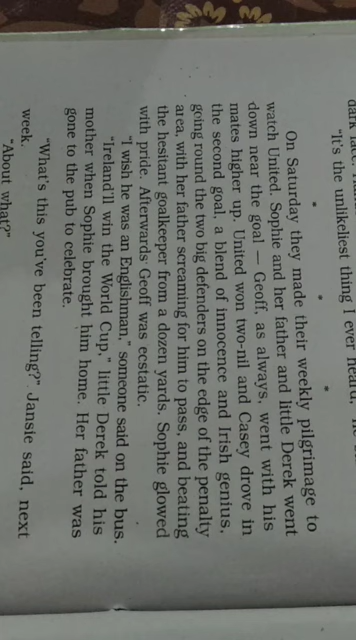 "It's the unlikeliest thing I ever heard,
* * *
On Saturday they made their weekly pilgrimage to
watch United. Sophie and her father and little Derek went
down near the goal — Geoff, as always, went with his
mates higher up. United won two-nil and Casey drove in
the second goal, a blend of innocence and Irish genius,
going round the two big defenders on the edge of the penalty
area, with her father screaming for him to pass, and beating
the hesitant goalkeeper from a dozen yards. Sophie glowed
with pride. Afterwards Geoff was ecstatic.
"I wish he was an Englishman," someone said on the bus.
"Ireland'll win the World Cup," little Derek told his
mother when Sophie brought him home. Her father was
gone to the pub to celebrate.
"What's this you've been telling?" Jansie said, next
week.
"About what?"